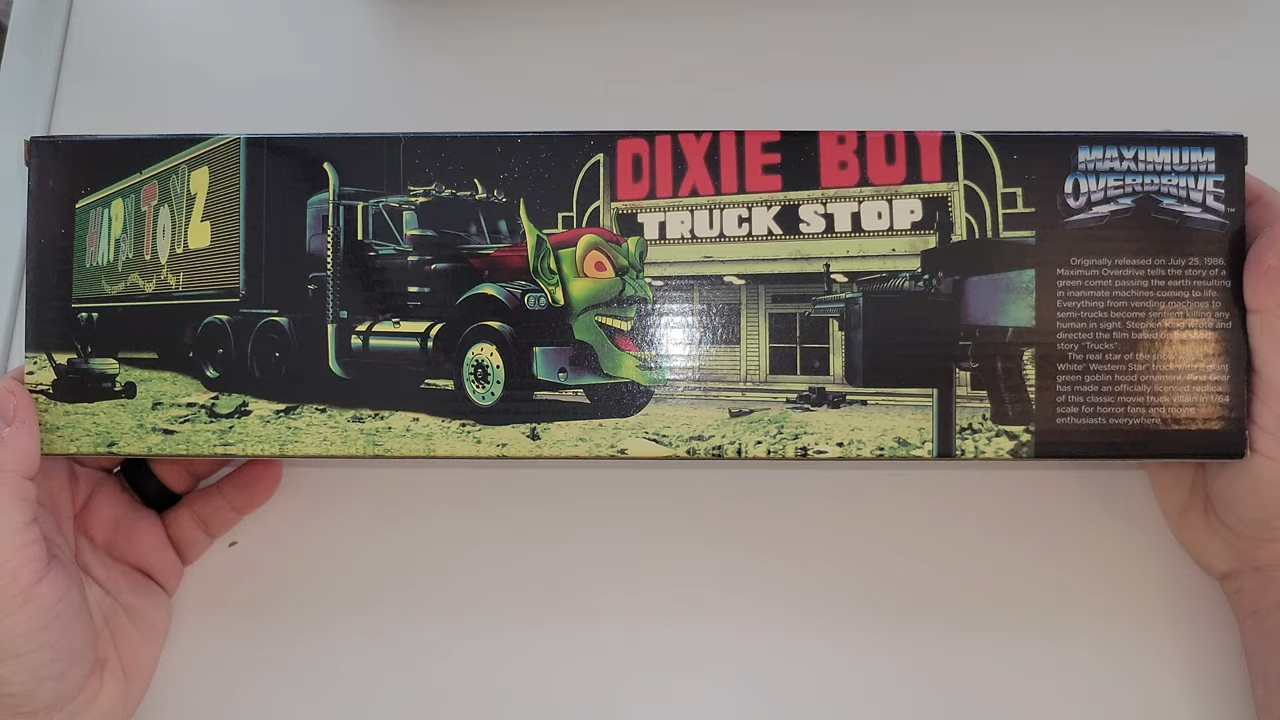 HAPPY TOYZ
DIXIE BOY
TRUCK STOP
MAXIMUM
OVERDRIVE™
Originally released on July 25, 1986,
Maximum Overdrive tells the story of a
green comet passing the earth resulting
in inanimate machines coming to life.
Everything from vending machines to
semi-trucks become sentient killing any
human in sight. Stephen King wrote and
directed the film based on his short
story "Trucks".
The real star of the show was a
White® Western Star® truck with a giant
green goblin hood ornament. First Gear
has made an officially licensed replica
of this classic movie truck villain in 1/64
scale for horror fans and movie
enthusiasts everywhere.